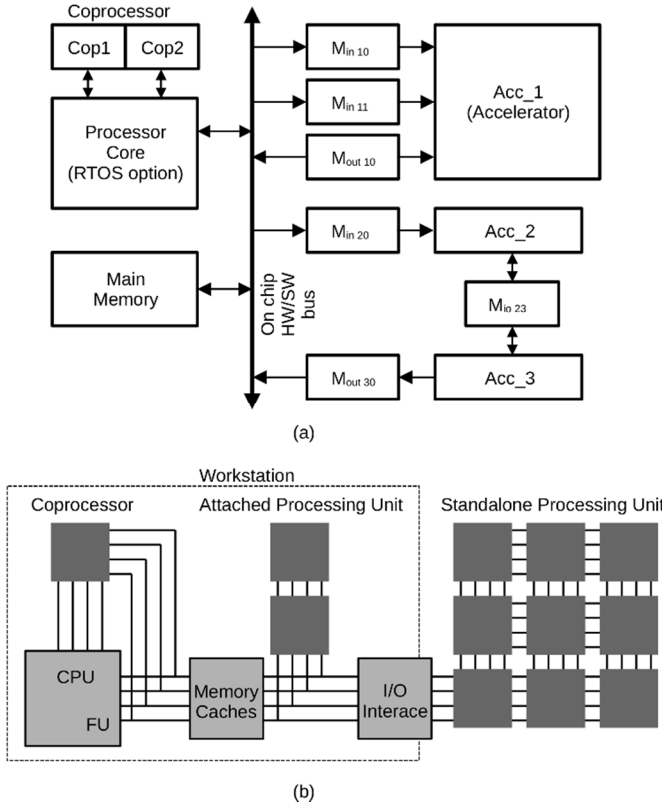 Coprocessor
Cop1 Cop2
Processor
Core
(RTOS option)
Main
Memory
On chip
HW/SW
bus
Min 10
Min 11
Mout 10
Acc_1
(Accelerator)
Min 20
Acc_2
Mio 23
Mout 30
Acc_3
(a)
Workstation
Coprocessor
Attached Processing Unit
Standalone Processing Unit
CPU
FU
Memory
Caches
I/O
Interace
(b)